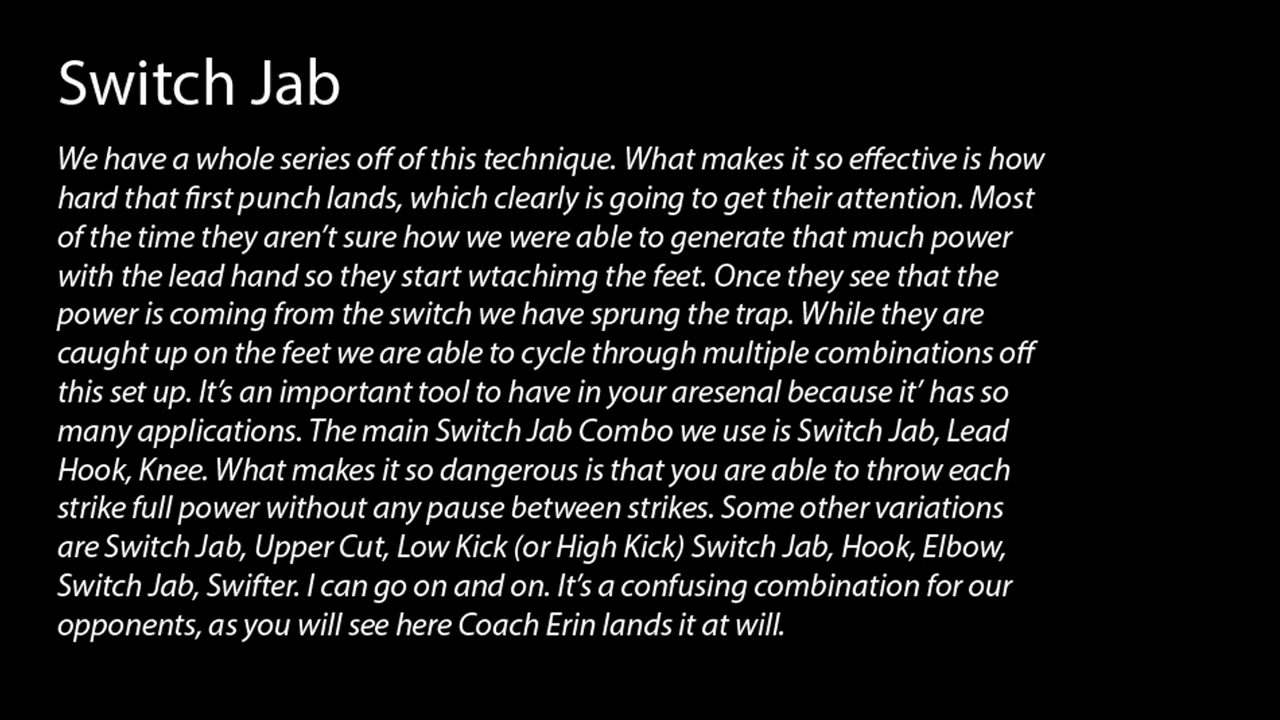 Switch Jab
We have a whole series off of this technique. What makes it so effective is how
hard that first punch lands, which clearly is going to get their attention. Most
of the time they aren’t sure how we were able to generate that much power
with the lead hand so they start wtachimg the feet. Once they see that the
power is coming from the switch we have sprung the trap. While they are
caught up on the feet we are able to cycle through multiple combinations off
this set up. It’s an important tool to have in your aresenal because it’ has so
many applications. The main Switch Jab Combo we use is Switch Jab, Lead
Hook, Knee. What makes it so dangerous is that you are able to throw each
strike full power without any pause between strikes. Some other variations
are Switch Jab, Upper Cut, Low Kick (or High Kick) Switch Jab, Hook, Elbow,
Switch Jab, Swifter. I can go on and on. It’s a confusing combination for our
opponents, as you will see here Coach Erin lands it at will.